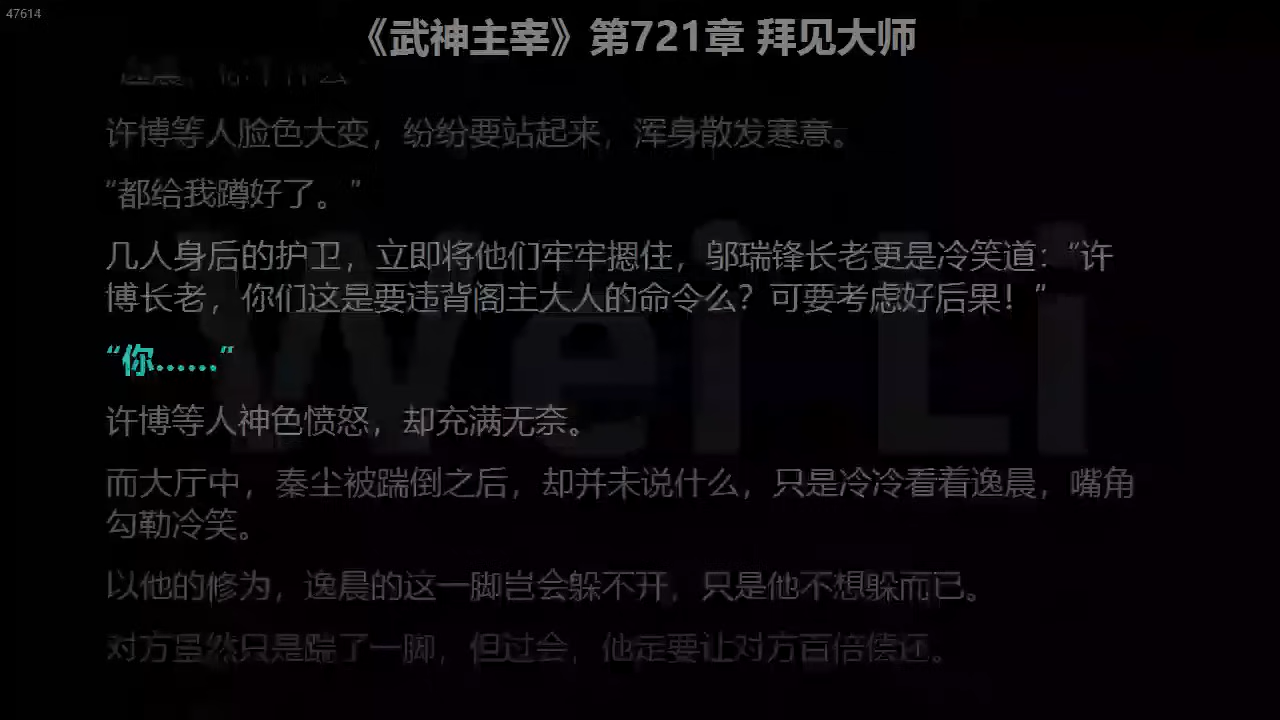 47614
《武神主宰》第721章 拜见大师
许博等人脸色大变，纷纷要站起来，浑身散发寒意。
“都给我蹲好了。”
几人身后的护卫，立即将他们牢牢摁住，邬瑞锋长老更是冷笑道：“许
博长老，你们这是要违背阁主大人的命令么？可要考虑好后果！”
“你……”
许博等人神色愤怒，却充满无奈。
而大厅中，秦尘被踹倒之后，却并未说什么，只是冷冷看着逸晨，嘴角
勾勒冷笑。
以他的修为，逸晨的这一脚岂会躲不开，只是他不想躲而已。
对方虽然只是踹了一脚，但过会，他定要让对方百倍偿还。
Wei Li